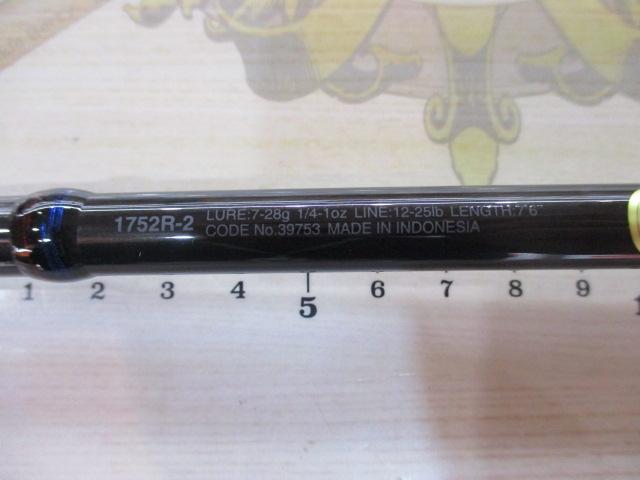 1752R-2
LURE:7-28g 1/4-1oz LINE:12-25lb LENGTH:7'6"
CODE No.39753 MADE IN INDONESIA
1 2 3 4 5 6 7 8 9